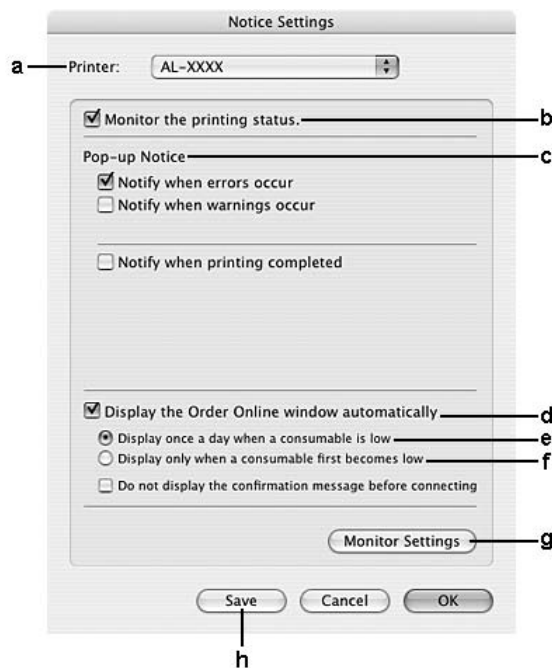 Notice Settings
a Printer: AL-XXXX
Monitor the printing status. b
Pop-up Notice c
Notify when errors occur
Notify when warnings occur
Notify when printing completed
Display the Order Online window automatically d
Display once a day when a consumable is low e
Display only when a consumable first becomes low f
Do not display the confirmation message before connecting
Monitor Settings g
Save Cancel OK
h